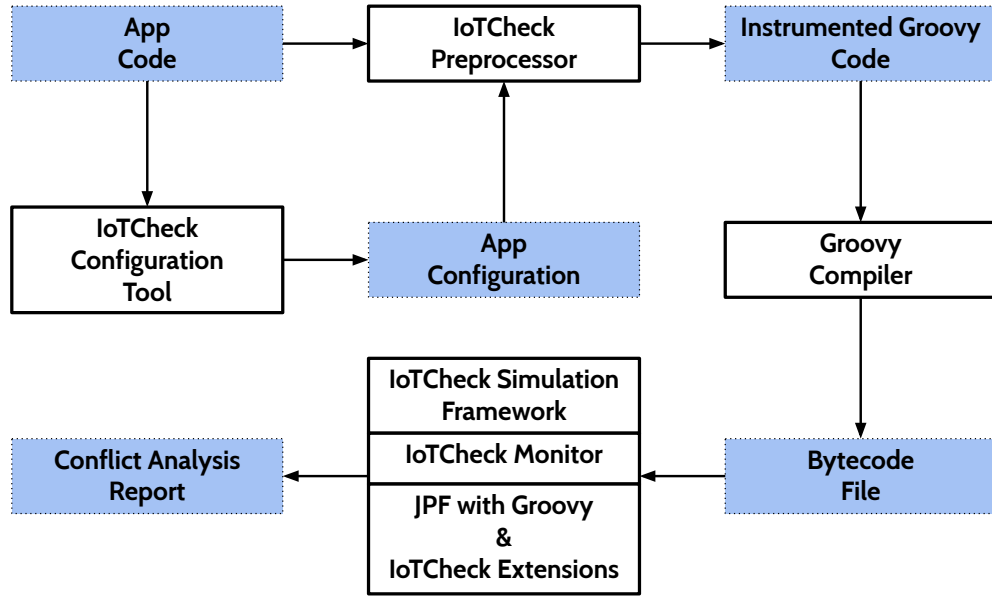 App
Code
IoTCheck
Preprocessor
Instrumented Groovy
Code
IoTCheck
Configuration
Tool
App
Configuration
Groovy
Compiler
IoTCheck Simulation
Framework
IoTCheck Monitor
JPF with Groovy
&
IoTCheck Extensions
Conflict Analysis
Report
Bytecode
File